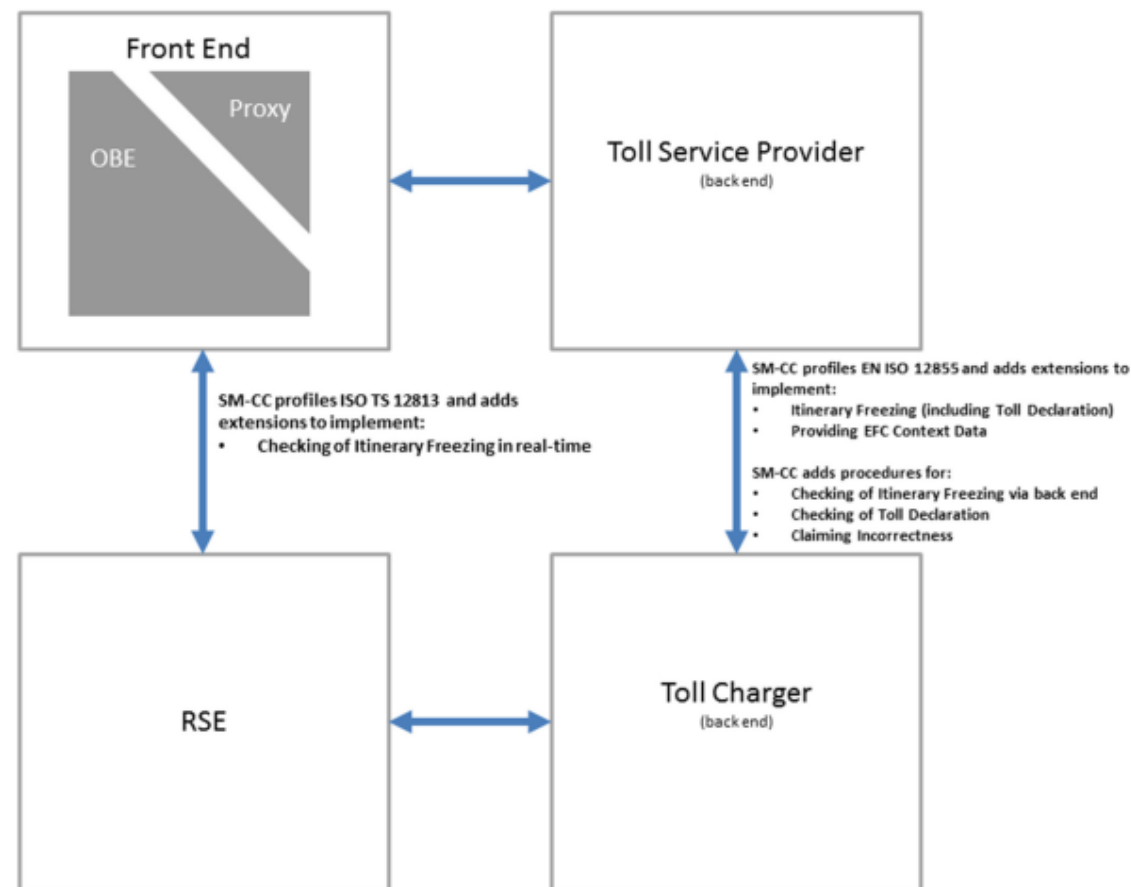 Front End
Proxy
OBE
Toll Service Provider
(back end)
SM-CC profiles ISO TS 12813 and adds
extensions to implement:
• Checking of Itinerary Freezing in real-time
SM-CC profiles EN ISO 12855 and adds extensions to
implement:
• Itinerary Freezing (including Toll Declaration)
• Providing EFC Context Data
SM-CC adds procedures for:
• Checking of Itinerary Freezing via back end
• Checking of Toll Declaration
• Claiming Incorrectness
RSE
Toll Charger
(back end)